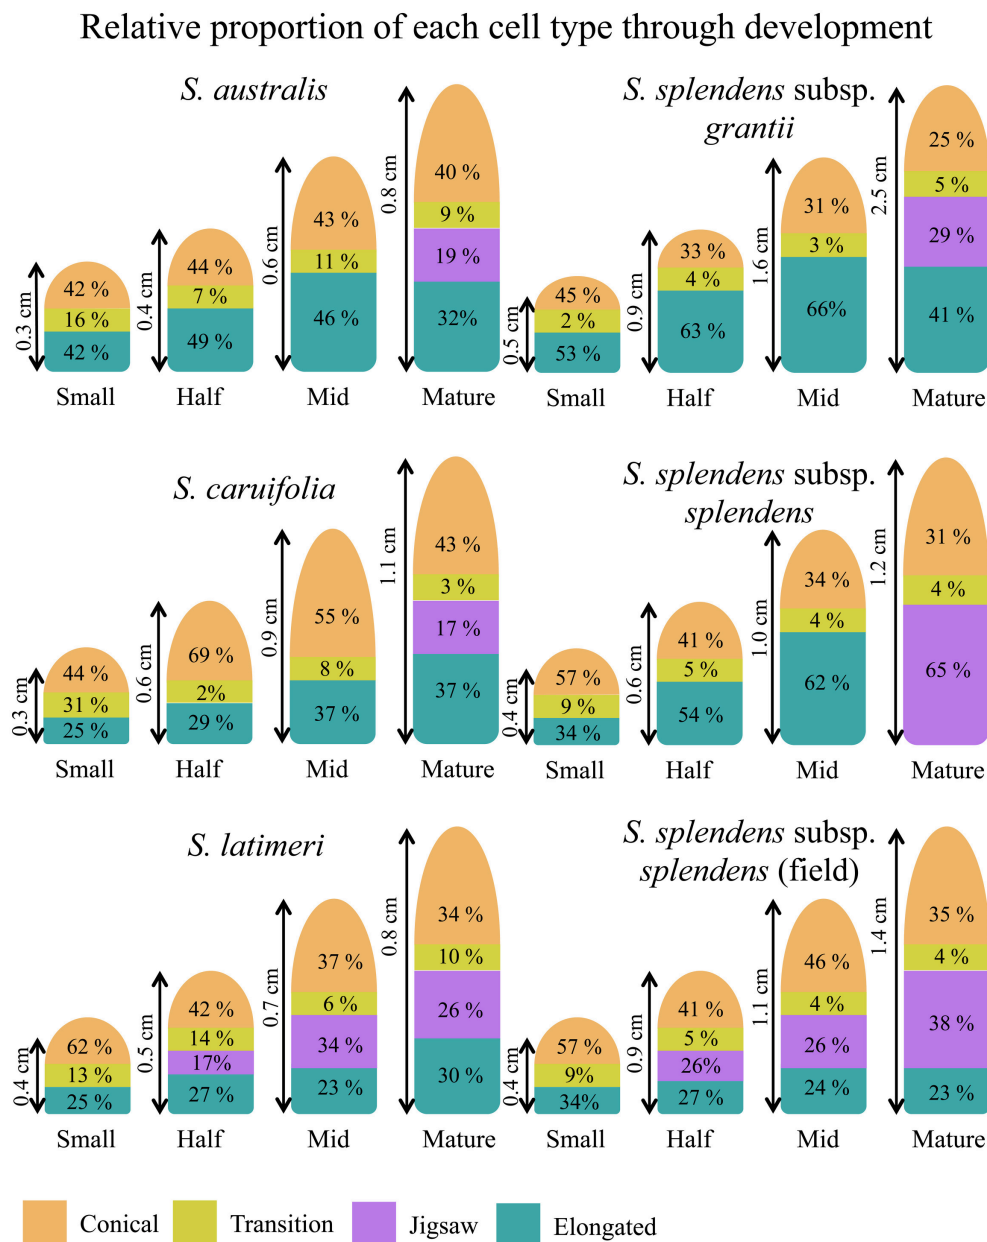 Relative proportion of each cell type through development
S. australis
0.3 cm
42 %
16 %
42 %
Small
0.4 cm
44 %
7 %
49 %
Half
0.6 cm
43 %
11 %
46 %
Mid
0.8 cm
40 %
9 %
19 %
32%
Mature
S. splendens subsp.
grantii
0.5 cm
45 %
2 %
53 %
Small
0.9 cm
33 %
4 %
63 %
Half
1.6 cm
31 %
3 %
66%
Mid
2.5 cm
25 %
5 %
29 %
41 %
Mature
S. caruifolia
0.3 cm
44 %
31 %
25 %
Small
0.6 cm
69 %
2%
29 %
Half
0.9 cm
55 %
8 %
37 %
Mid
1.1 cm
43 %
3 %
17 %
37 %
Mature
S. splendens subsp.
splendens
0.4 cm
57 %
9 %
34 %
Small
0.6 cm
41 %
5 %
54 %
Half
1.0 cm
34 %
4 %
62 %
Mid
1.2 cm
31 %
4 %
65 %
Mature
S. latimeri
0.4 cm
62 %
13 %
25 %
Small
0.5 cm
42 %
14 %
17%
27 %
Half
0.7 cm
37 %
6 %
34 %
23 %
Mid
0.8 cm
34 %
10 %
26 %
30 %
Mature
S. splendens subsp.
splendens (field)
0.4 cm
57 %
9%
34%
Small
0.9 cm
41 %
5 %
26%
27 %
Half
1.1 cm
46 %
4 %
26 %
24 %
Mid
1.4 cm
35 %
4 %
38 %
23 %
Mature
Conical
Transition
Jigsaw
Elongated